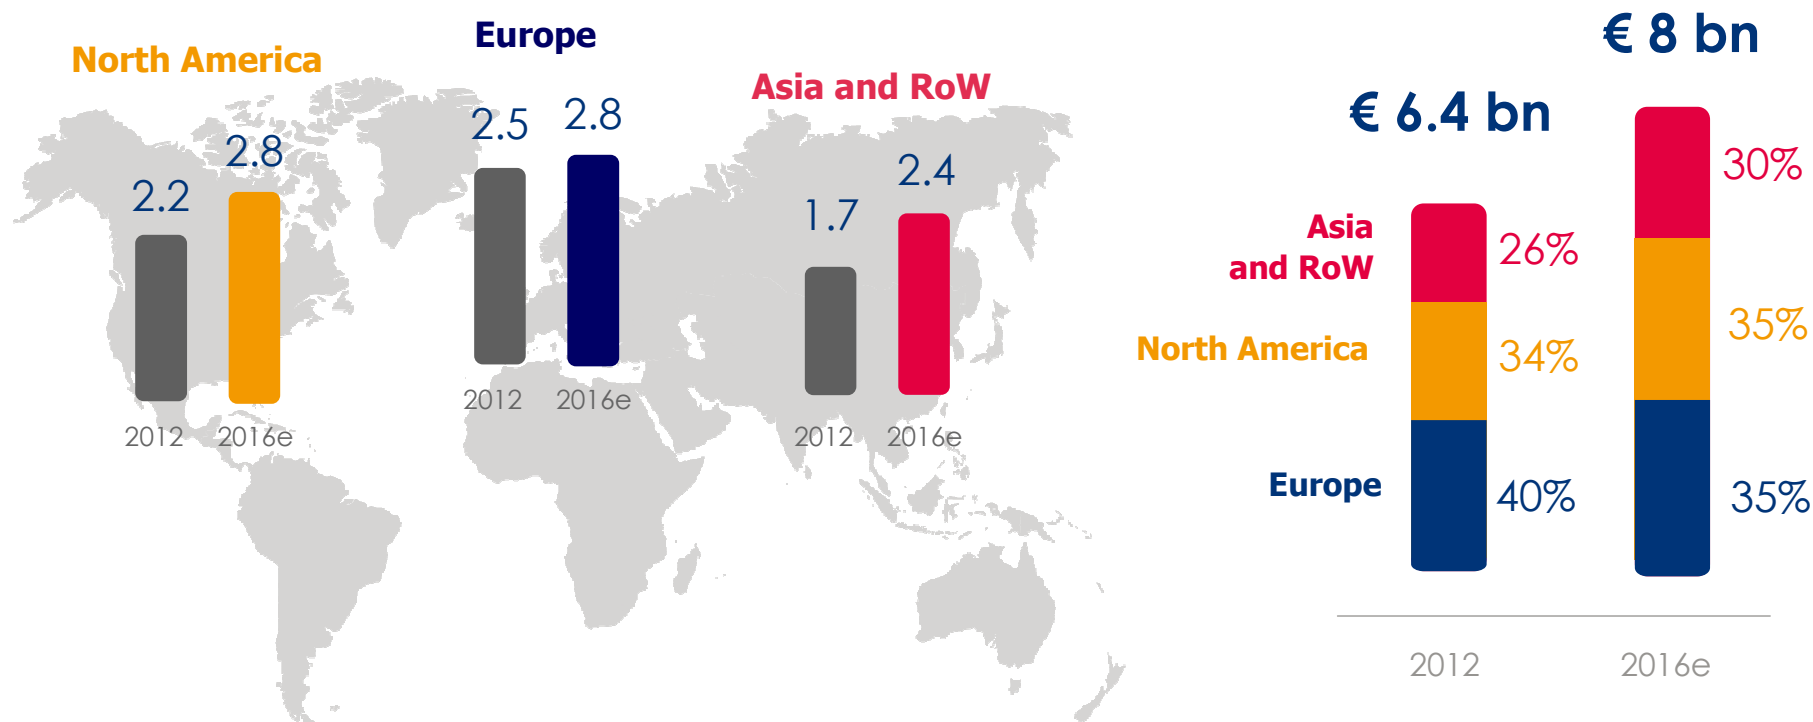 North America
2.2
2.8
2012
2016e
Europe
2.5
2.8
2012
2016e
Asia and RoW
1.7
2.4
2012
2016e
€ 6.4 bn
€ 8 bn
Asia
and RoW
26%
30%
North America
34%
35%
Europe
40%
35%
2012
2016e